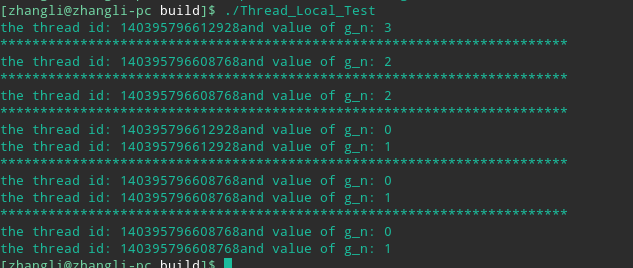 [zhangli@zhangli-pc build]$ ./Thread_Local_Test
the thread id: 140395796612928and value of g_n: 3
***********************************************************************
the thread id: 140395796608768and value of g_n: 2
***********************************************************************
the thread id: 140395796608768and value of g_n: 2
***********************************************************************
the thread id: 140395796612928and value of g_n: 0
the thread id: 140395796612928and value of g_n: 1
***********************************************************************
the thread id: 140395796608768and value of g_n: 0
the thread id: 140395796608768and value of g_n: 1
***********************************************************************
the thread id: 140395796608768and value of g_n: 0
the thread id: 140395796608768and value of g_n: 1
[zhangli@zhangli-pc build]$